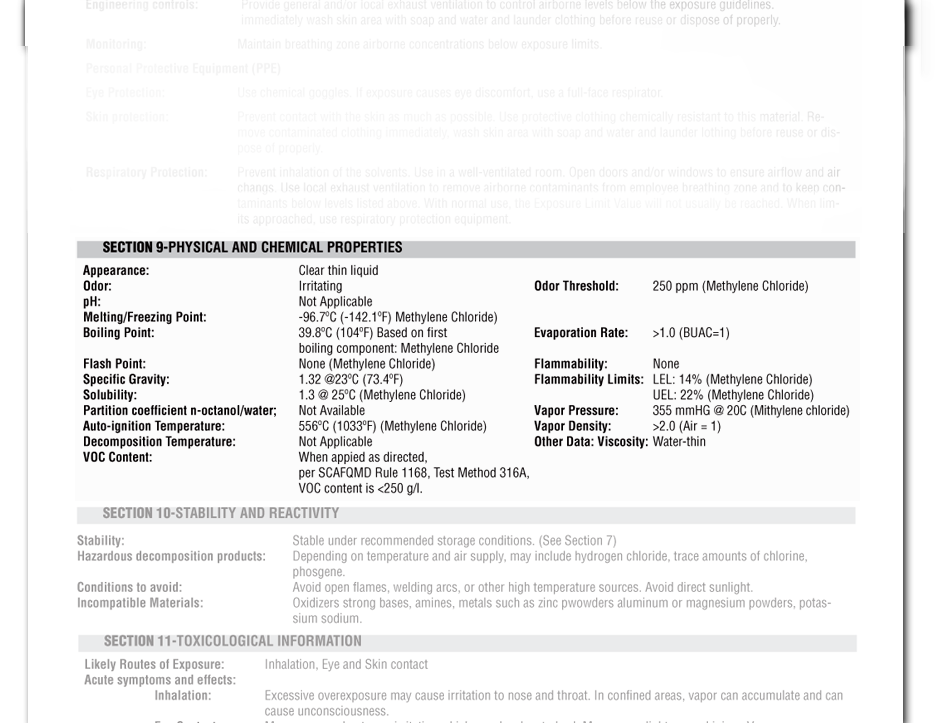 Engineering controls: Provide general and/or local exhaust ventilation to control airborne levels below the exposure guidelines.
immediately wash skin area with soap and water and launder clothing before reuse or dispose of properly.
Monitoring: Maintain breathing zone airborne concentrations below exposure limits.
Personal Protective Equipment (PPE)
Eye Protection: Use chemical goggles. If exposure causes eye discomfort, use a full-face respirator.
Skin protection: Prevent contact with the skin as much as possible. Use protective clothing chemically resistant to this material. Re-
move contaminated clothing immediately, wash skin area with soap and water and launder lothing before reuse or dis-
pose of properly.
Respiratory Protection: Prevent inhalation of the solvents. Use in a well-ventilated room. Open doors and/or windows to ensure airflow and air
changs. Use local exhaust ventilation to remove airborne contaminants from employee breathing zone and to keep con-
taminants below levels listed above. With normal use, the Exposure Limit Value will not usually be reached. When lim-
its approached, use respiratory protection equipment.
SECTION 9-PHYSICAL AND CHEMICAL PROPERTIES
Appearance: Clear thin liquid
Odor: Irritating Odor Threshold: 250 ppm (Methylene Chloride)
pH: Not Applicable
Melting/Freezing Point: -96.7ºC (-142.1ºF) Methylene Chloride)
Boiling Point: 39.8ºC (104ºF) Based on first Evaporation Rate: >1.0 (BUAC=1)
boiling component: Methylene Chloride
Flash Point: None (Methylene Chloride) Flammability: None
Specific Gravity: 1.32 @23ºC (73.4ºF) Flammability Limits: LEL: 14% (Methylene Chloride)
Solubility: 1.3 @ 25ºC (Methylene Chloride) UEL: 22% (Methylene Chloride)
Partition coefficient n-octanol/water; Not Available Vapor Pressure: 355 mmHG @ 20C (Mithylene chloride)
Auto-ignition Temperature: 556ºC (1033ºF) (Methylene Chloride) Vapor Density: >2.0 (Air = 1)
Decomposition Temperature: Not Applicable Other Data: Viscosity: Water-thin
VOC Content: When appied as directed,
per SCAFQMD Rule 1168, Test Method 316A,
VOC content is <250 g/l.
SECTION 10-STABILITY AND REACTIVITY
Stability: Stable under recommended storage conditions. (See Section 7)
Hazardous decomposition products: Depending on temperature and air supply, may include hydrogen chloride, trace amounts of chlorine,
phosgene.
Conditions to avoid: Avoid open flames, welding arcs, or other high temperature sources. Avoid direct sunlight.
Incompatible Materials: Oxidizers strong bases, amines, metals such as zinc pwowders aluminum or magnesium powders, potas-
sium sodium.
SECTION 11-TOXICOLOGICAL INFORMATION
Likely Routes of Exposure: Inhalation, Eye and Skin contact
Acute symptoms and effects:
Inhalation: Excessive overexposure may cause irritation to nose and throat. In confined areas, vapor can accumulate and can
cause unconsciousness.